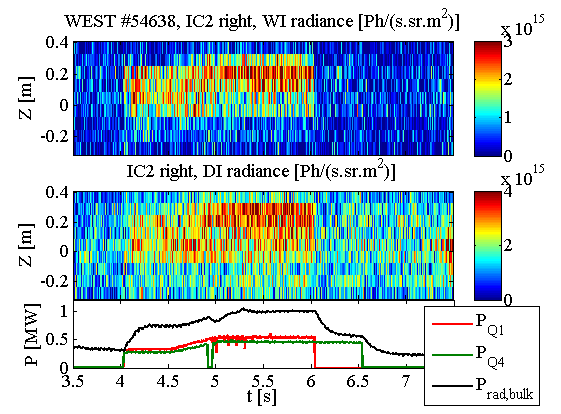 WEST #54638, IC2 right, WI radiance [Ph/(s.sr.m²)]
x 10¹⁵
Z [m]
0.4
0.2
0
-0.2
3
2
1
0
IC2 right, DI radiance [Ph/(s.sr.m²)]
x 10¹⁵
Z [m]
0.4
0.2
0
-0.2
4
2
0
P [MW]
1
0.5
0
3.5 4 4.5 5 5.5 6 6.5 7
t [s]
P_Q1
P_Q4
P_rad,bulk